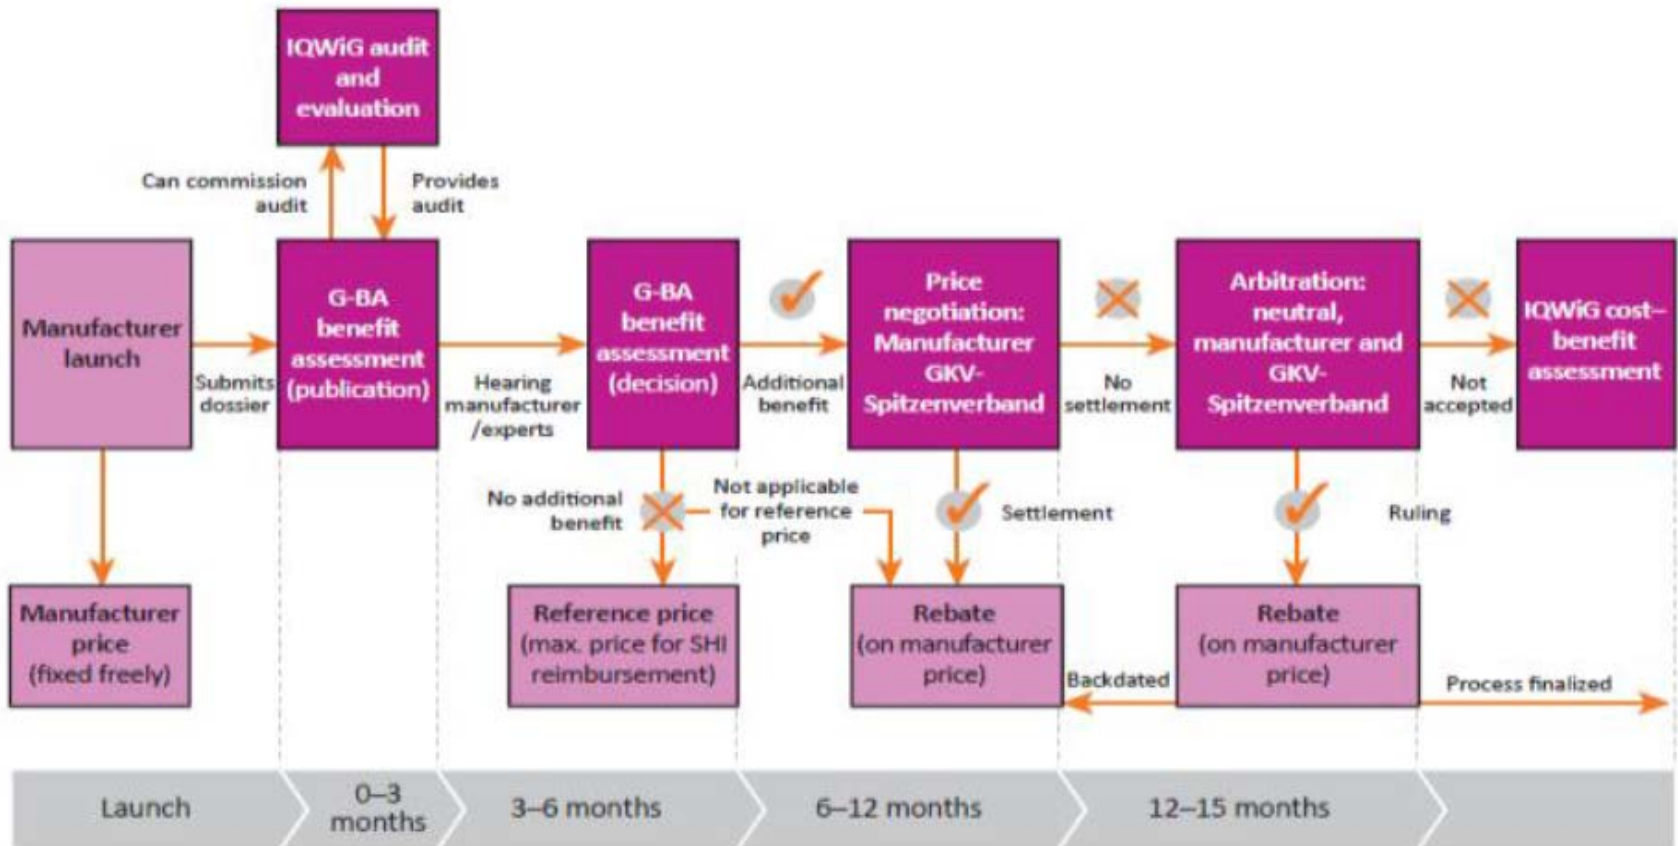 IQWiG audit
and
evaluation
Can commission
audit
Provides
audit
Manufacturer
launch
Submits
dossier
G-BA
benefit
assessment
(publication)
Hearing
manufacturer
/experts
G-BA
benefit
assessment
(decision)
Additional
benefit
Price
negotiation:
Manufacturer
GKV-
Spitzenverband
No
settlement
Arbitration:
neutral,
manufacturer and
GKV-
Spitzenverband
Not
accepted
IQWiG cost–
benefit
assessment
No additional
benefit
Not applicable
for reference
price
Settlement
Ruling
Manufacturer
price
(fixed freely)
Reference price
(max. price for SHI
reimbursement)
Rebate
(on manufacturer
price)
Backdated
Rebate
(on manufacturer
price)
Process finalized
Launch
0–3
months
3–6 months
6–12 months
12–15 months